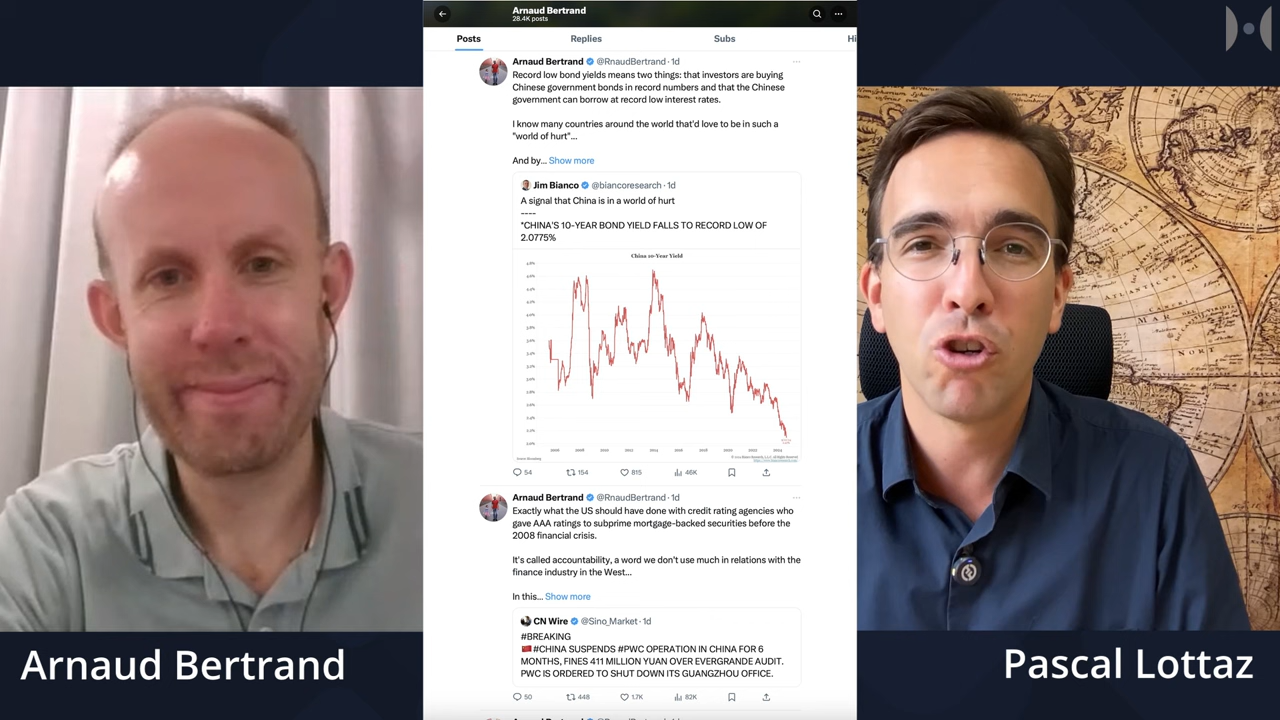 Arnaud Bertrand
28.4K posts
Posts Replies Subs Hi
Arnaud Bertrand @RnaudBertrand · 1d
Record low bond yields means two things: that investors are buying
Chinese government bonds in record numbers and that the Chinese
government can borrow at record low interest rates.
I know many countries around the world that'd love to be in such a
"world of hurt"...
And by... Show more
Jim Bianco @biancoresearch · 1d
A signal that China is in a world of hurt
----
*CHINA'S 10-YEAR BOND YIELD FALLS TO RECORD LOW OF
2.0775%
China 10-Year Yield
54 154 815 46K
Arnaud Bertrand @RnaudBertrand · 1d
Exactly what the US should have done with credit rating agencies who
gave AAA ratings to subprime mortgage-backed securities before the
2008 financial crisis.
It's called accountability, a word we don't use much in relations with the
finance industry in the West...
In this... Show more
CN Wire @Sino_Market · 1d
#BREAKING
🇨🇳#CHINA SUSPENDS #PWC OPERATION IN CHINA FOR 6
MONTHS, FINES 411 MILLION YUAN OVER EVERGRANDE AUDIT.
PWC IS ORDERED TO SHUT DOWN ITS GUANGZHOU OFFICE.
50 448 1.7K 82K
Arnaud Bertrand
Pascal Lottaz